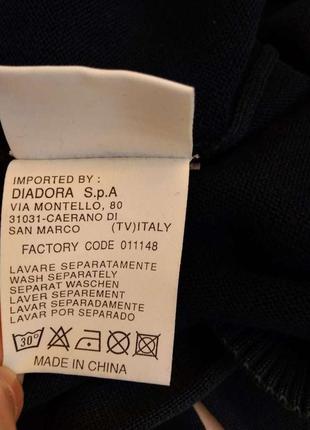 IMPORTED BY :
DIADORA S.p.A
VIA MONTELLO, 80
31031-CAERANO DI
SAN MARCO (TV)ITALY
FACTORY CODE 011148
LAVARE SEPARATAMENTE
WASH SEPARATELY
SEPARAT WASCHEN
LAVER SEPAREMENT
LAVAR SEPARADAMENTE
LAVAR POR SEPARADO
30°
MADE IN CHINA